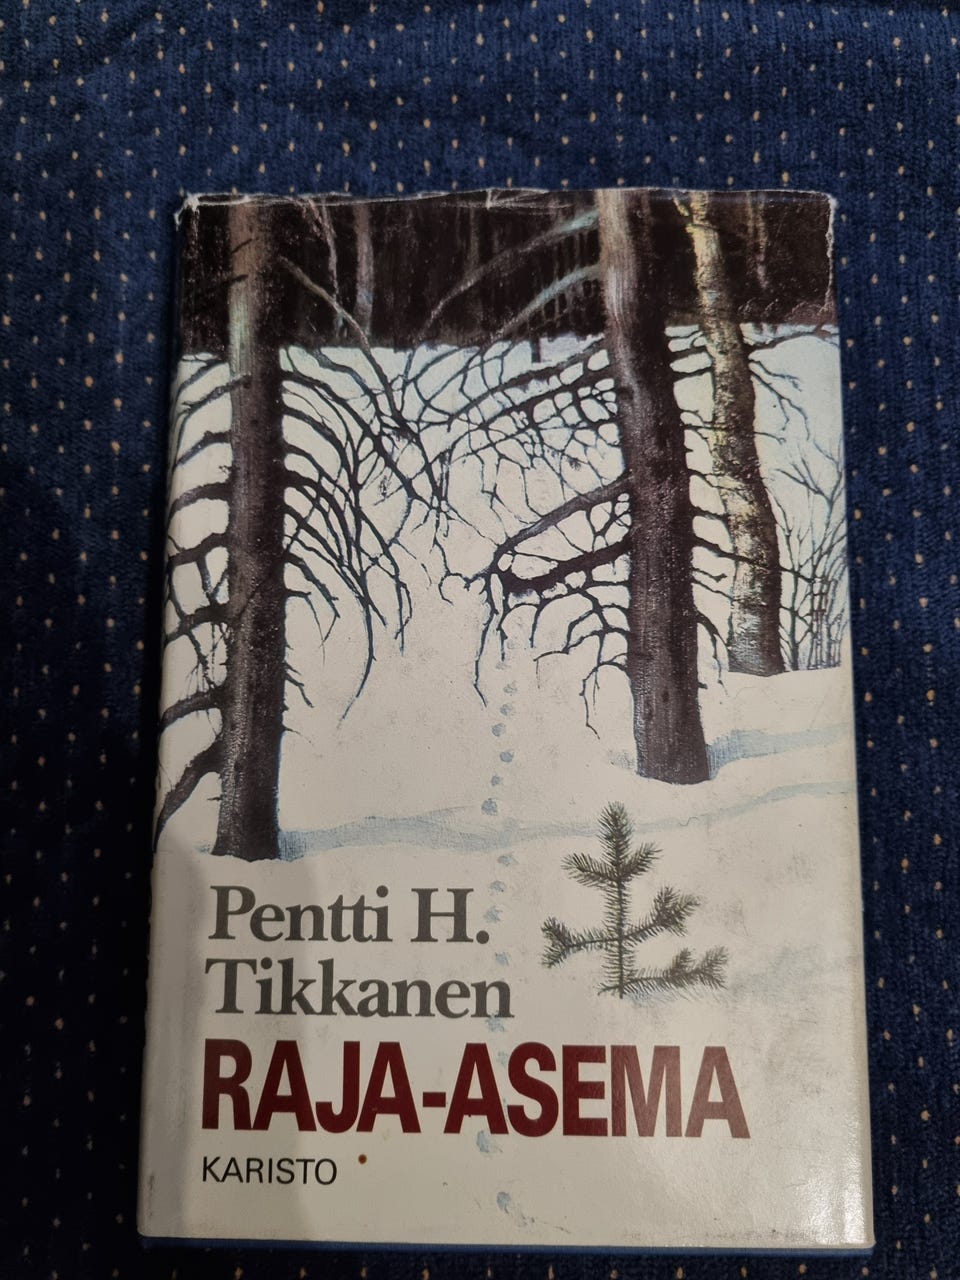 Pentti H.
Tikkanen
RAJA-ASEMA
KARISTO